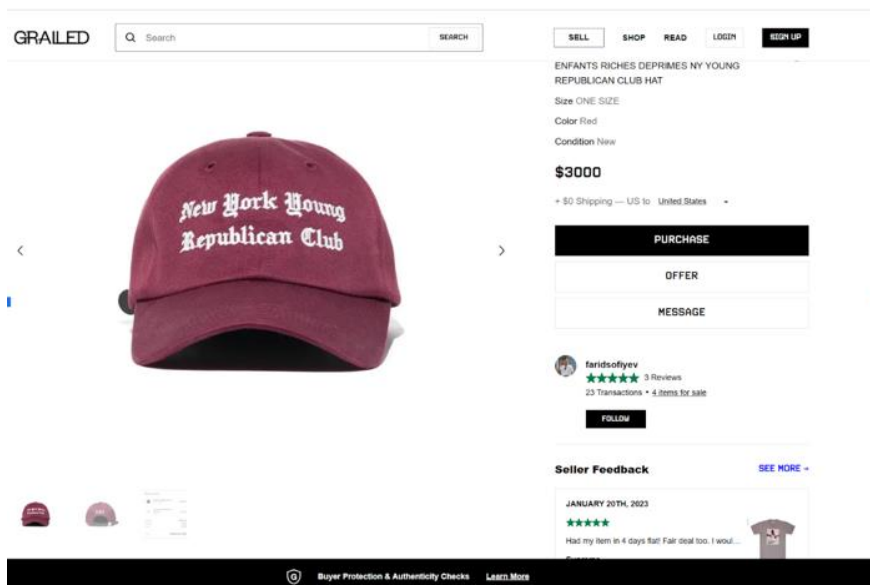 GRAILED
Search
SEARCH
SELL
SHOP
READ
LOGIN
SIGN UP
ENFANTS RICHES DEPRIMES NY YOUNG
REPUBLICAN CLUB HAT
Size ONE SIZE
Color Red
Condition New
$3000
+ $0 Shipping — US to United States
PURCHASE
OFFER
MESSAGE
New York Young
Republican Club
faridsofiyev
3 Reviews
23 Transactions • 4 items for sale
FOLLOW
Seller Feedback
SEE MORE →
JANUARY 20TH, 2023
Had my item in 4 days flat! Fair deal too. I woul...
G
Buyer Protection & Authenticity Checks
Learn More